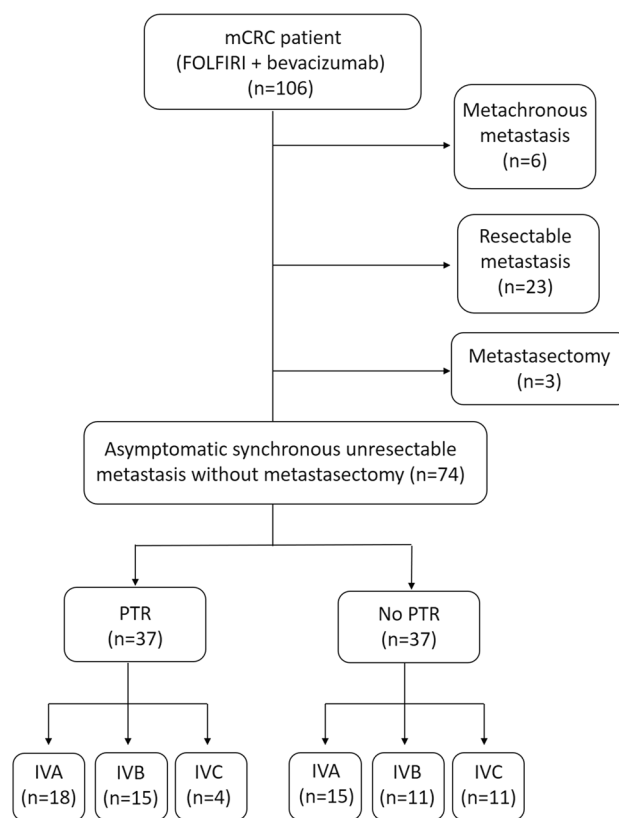 mCRC patient
(FOLFIRI + bevacizumab)
(n=106)
Metachronous
metastasis
(n=6)
Resectable
metastasis
(n=23)
Metastasectomy
(n=3)
Asymptomatic synchronous unresectable
metastasis without metastasectomy (n=74)
PTR
(n=37)
No PTR
(n=37)
IVA
(n=18)
IVB
(n=15)
IVC
(n=4)
IVA
(n=15)
IVB
(n=11)
IVC
(n=11)